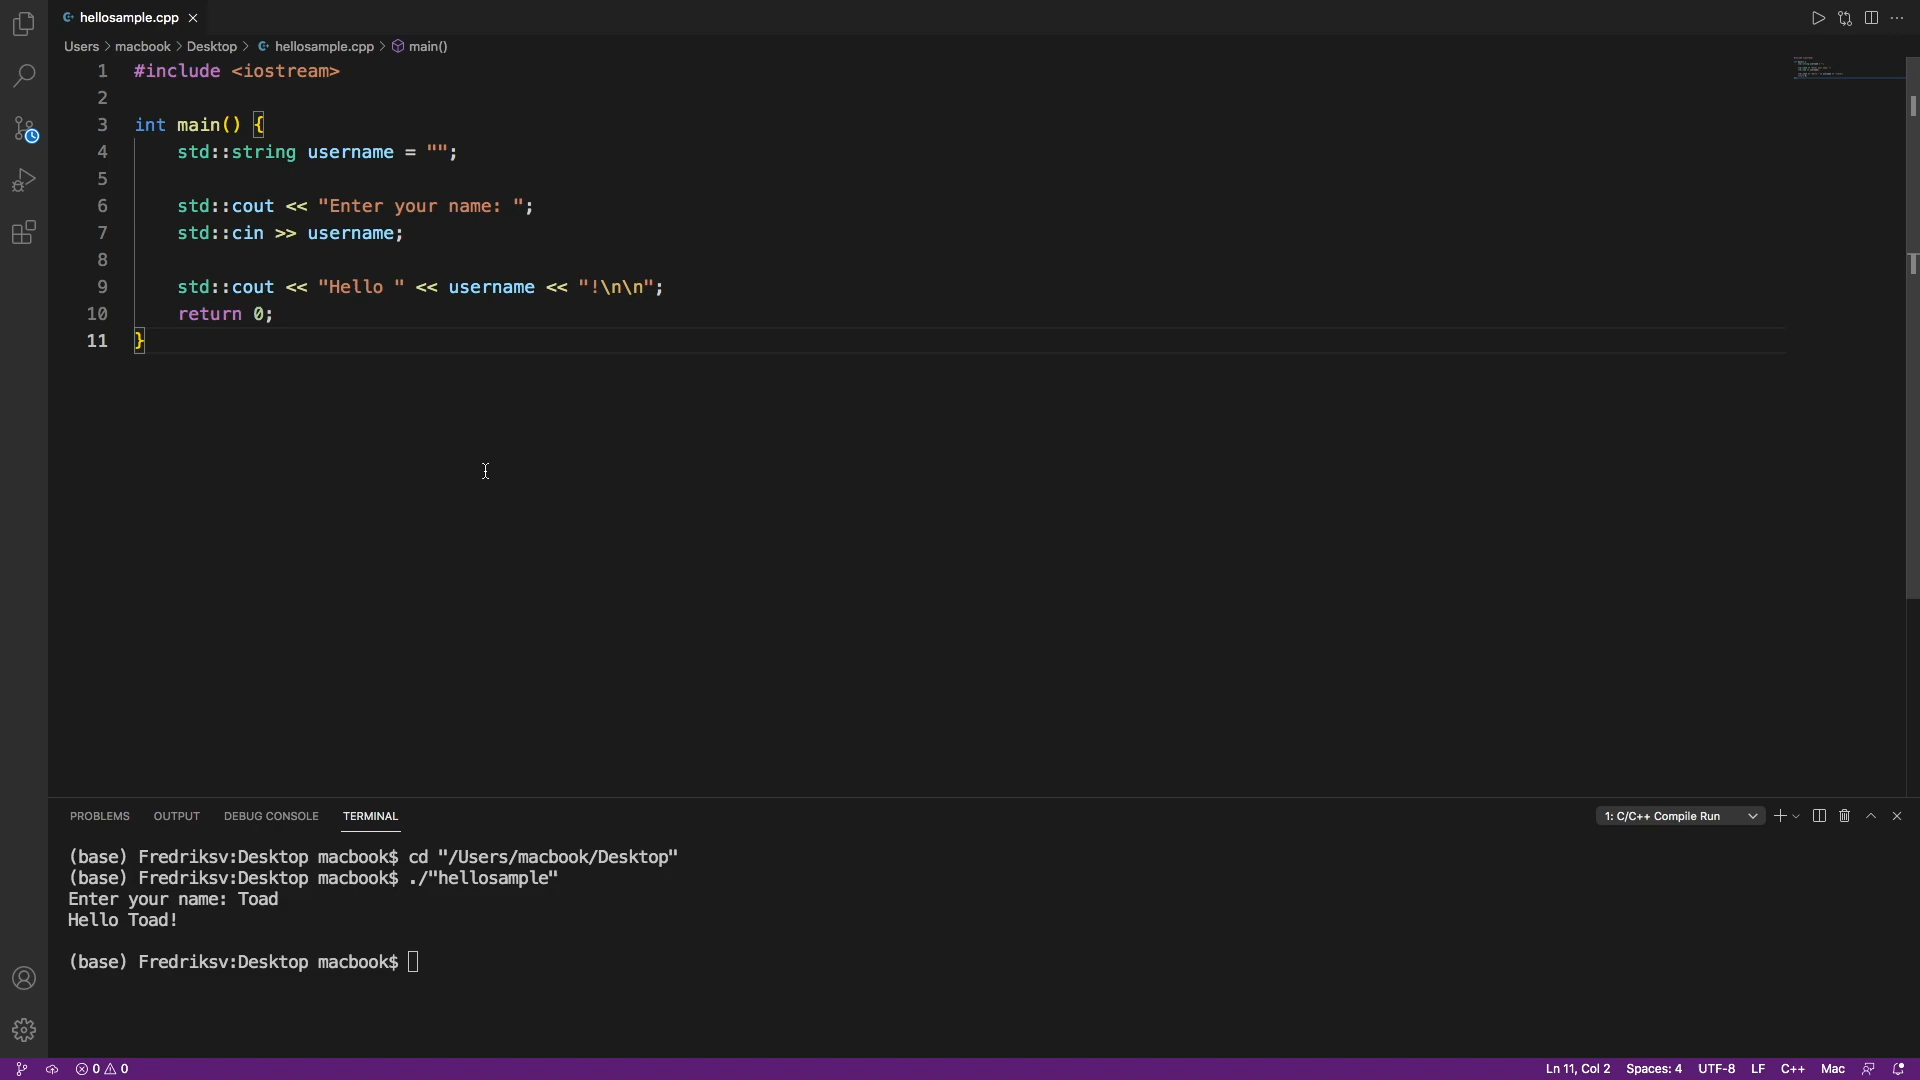 hellosample.cpp
Users > macbook > Desktop > hellosample.cpp > main()
1 #include <iostream>
2
3 int main() {
4 std::string username = "";
5
6 std::cout << "Enter your name: ";
7 std::cin >> username;
8
9 std::cout << "Hello " << username << "!\n\n";
10 return 0;
11 }
PROBLEMS OUTPUT DEBUG CONSOLE TERMINAL 1: C/C++ Compile Run
(base) Fredriksv:Desktop macbook$ cd "/Users/macbook/Desktop"
(base) Fredriksv:Desktop macbook$ ./"hellosample"
Enter your name: Toad
Hello Toad!
(base) Fredriksv:Desktop macbook$
0 0 Ln 11, Col 2 Spaces: 4 UTF-8 LF C++ Mac